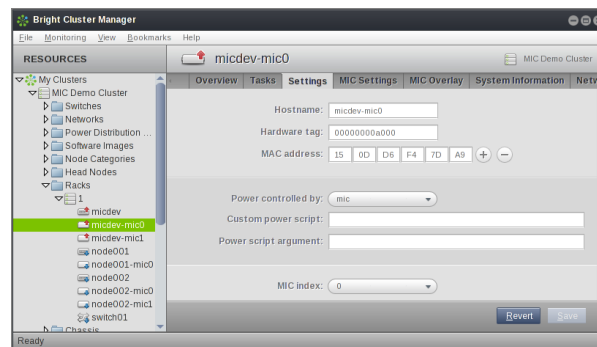 Bright Cluster Manager
File Monitoring View Bookmarks Help
RESOURCES
micdev-mic0
MIC Demo Cluster
My Clusters
MIC Demo Cluster
Switches
Networks
Power Distribution ...
Software Images
Node Categories
Head Nodes
Racks
1
micdev
micdev-mic0
micdev-mic1
node001
node001-mic0
node002
node002-mic0
node002-mic1
switch01
Chassis
Overview Tasks Settings MIC Settings MIC Overlay System Information Netw
Hostname: micdev-mic0
Hardware tag: 00000000a000
MAC address: 15 0D D6 F4 7D A9
Power controlled by: mic
Custom power script:
Power script argument:
MIC index: 0
Revert Save
Ready